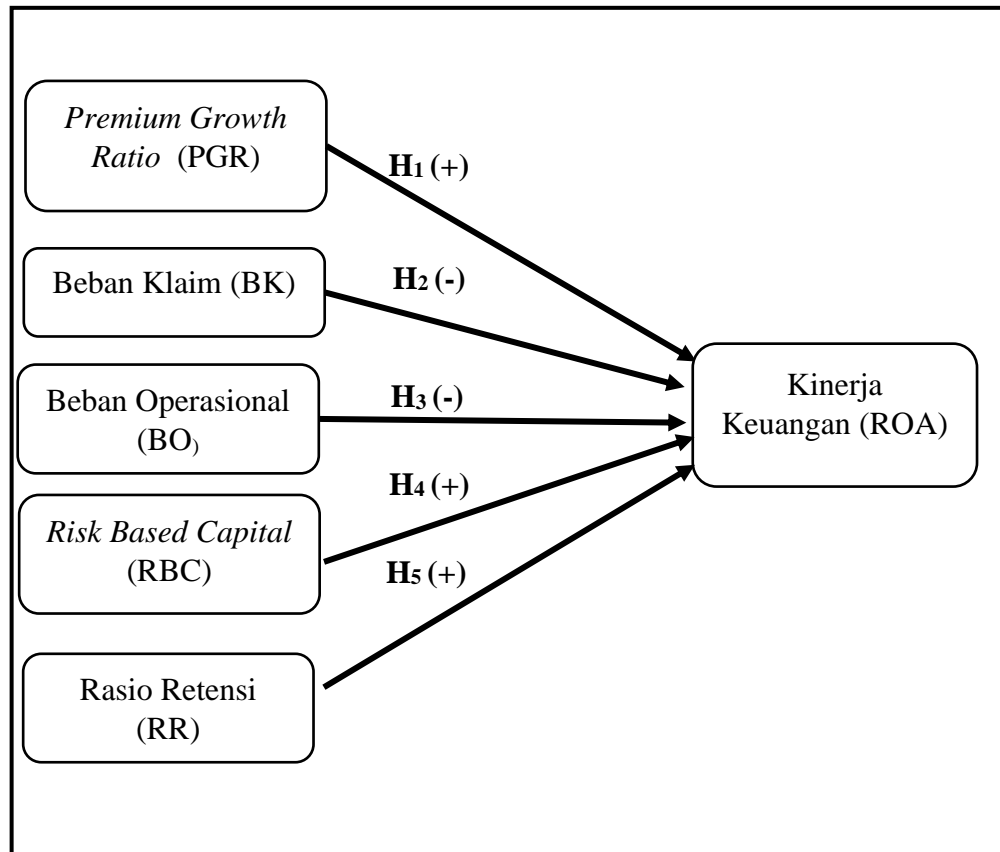 Premium Growth
Ratio (PGR)
H1 (+)
Beban Klaim (BK)
H2 (-)
Beban Operasional
(BO)
H3 (-)
Kinerja
Keuangan (ROA)
Risk Based Capital
(RBC)
H4 (+)
H5 (+)
Rasio Retensi
(RR)